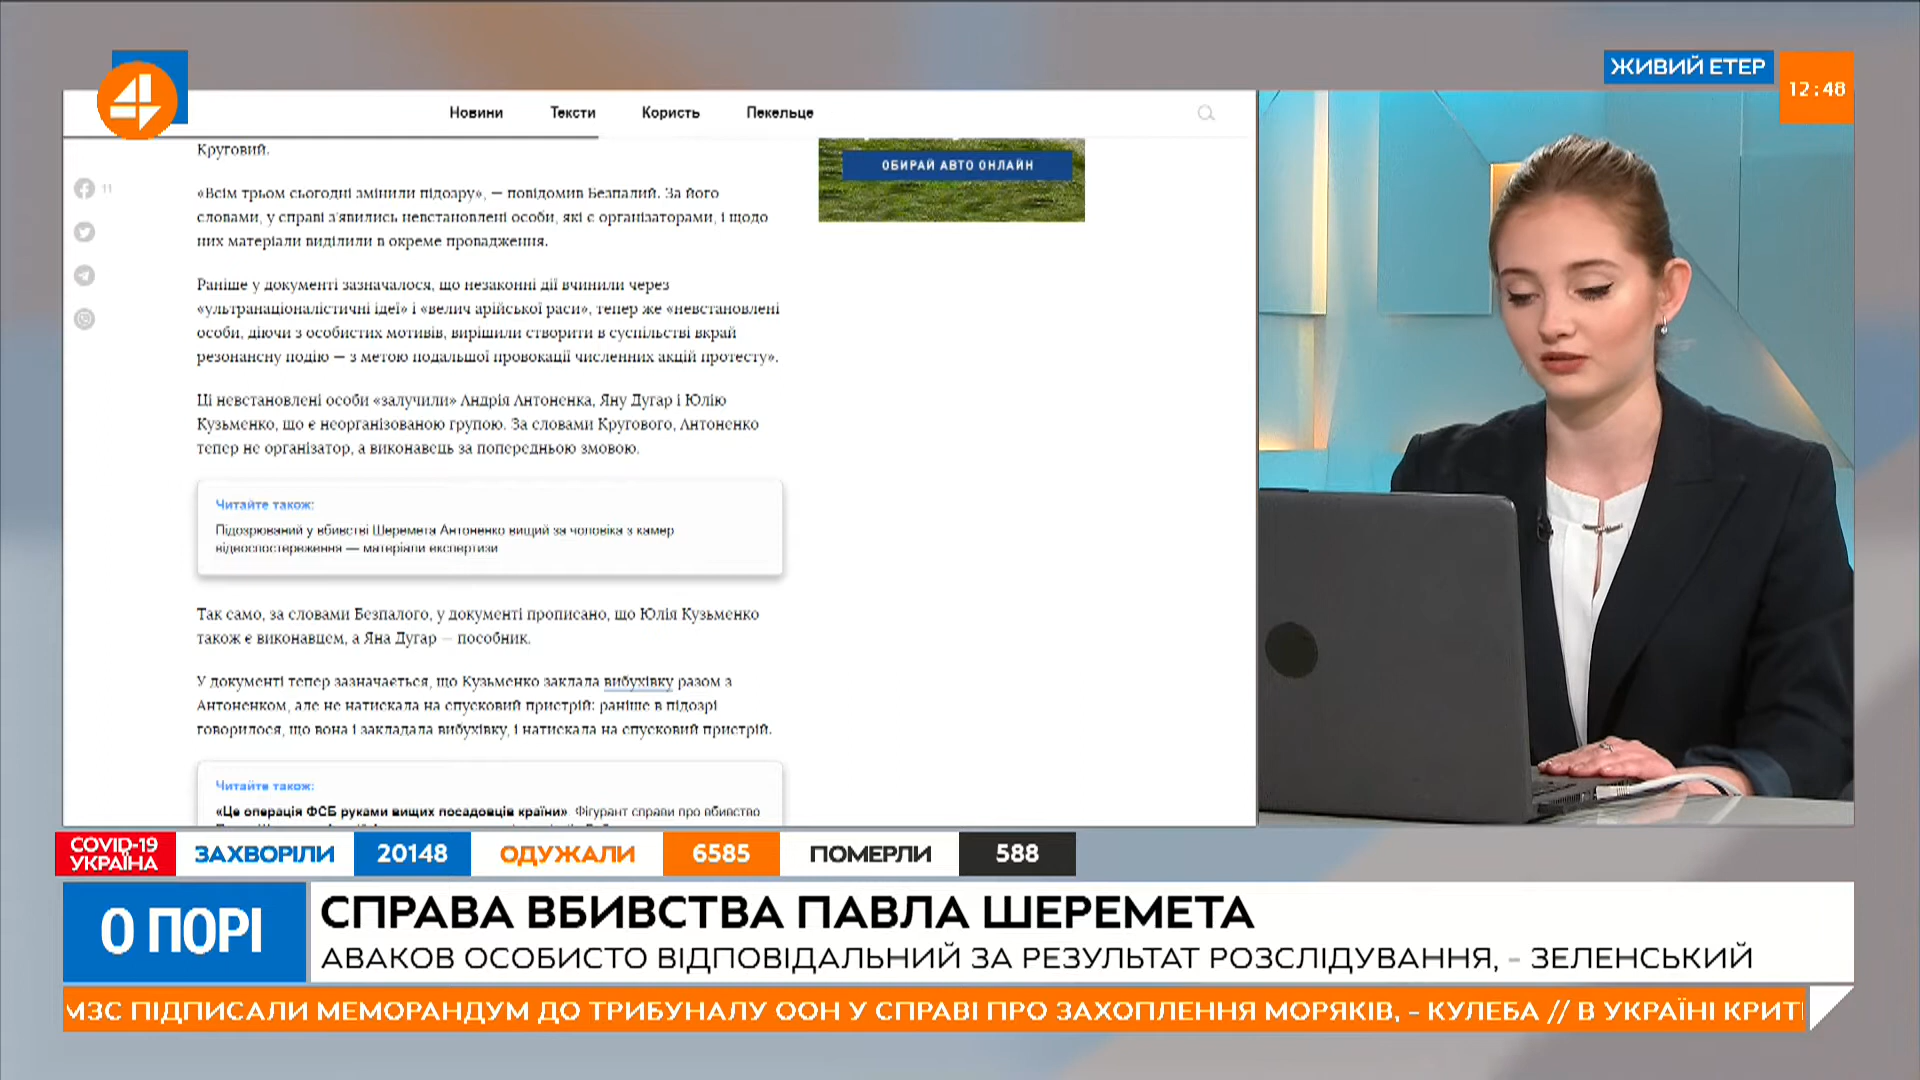 4
ЖИВИЙ ЕТЕР
12:48
Новини Тексти Користь Пекельце
11
Круговий.
«Всім трьом сьогодні змінили підозру», — повідомив Безпалий. За його
словами, у справі з'явились невстановлені особи, які є організаторами, і щодо
них матеріали виділили в окреме провадження.
Раніше у документі зазначалося, що незаконні дії вчинили через
«ультранаціоналістичні ідеї» і «велич арійської раси», тепер же «невстановлені
особи, діючи з особистих мотивів, вирішили створити в суспільстві вкрай
резонансну подію — з метою подальшої провокації численних акцій протесту».
Ці невстановлені особи «залучили» Андрія Антоненка, Яну Дугар і Юлію
Кузьменко, що є неорганізованою групою. За словами Кругового, Антоненко
тепер не організатор, а виконавець за попередньою змовою.
Читайте також:
Підозрюваний у вбивстві Шеремета Антоненко вищий за чоловіка з камер
відеоспостереження — матеріали експертизи
Так само, за словами Безпалого, у документі прописано, що Юлія Кузьменко
також є виконавцем, а Яна Дугар — пособник.
У документі тепер зазначається, що Кузьменко заклала вибухівку разом з
Антоненком, але не натискала на спусковий пристрій: раніше в підозрі
говорилося, що вона і закладала вибухівку, і натискала на спусковий пристрій.
Читайте також:
«Це операція ФСБ руками вищих посадовців країни». Фігурант справи про вбивство
ОБИРАЙ АВТО ОНЛАЙН
COVID-19
УКРАЇНА
ЗАХВОРІЛИ 20148 ОДУЖАЛИ 6585 ПОМЕРЛИ 588
О ПОРІ
СПРАВА ВБИВСТВА ПАВЛА ШЕРЕМЕТА
АВАКОВ ОСОБИСТО ВІДПОВІДАЛЬНИЙ ЗА РЕЗУЛЬТАТ РОЗСЛІДУВАННЯ, - ЗЕЛЕНСЬКИЙ
МЗС ПІДПИСАЛИ МЕМОРАНДУМ ДО ТРИБУНАЛУ ООН У СПРАВІ ПРО ЗАХОПЛЕННЯ МОРЯКІВ, - КУЛЕБА // В УКРАЇНІ КРИТ